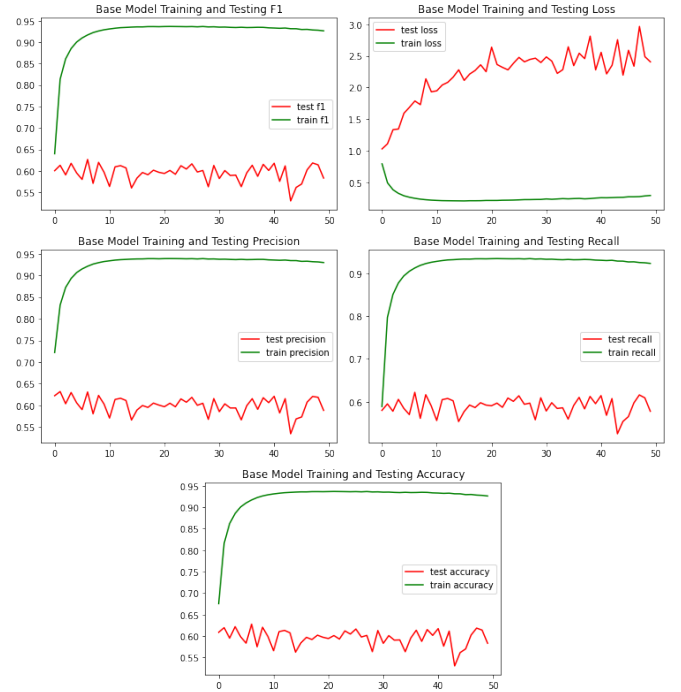 Base Model Training and Testing F1
0.95
0.90
0.85
0.80
0.75
0.70
0.65
0.60
0.55
test f1
train f1
0 10 20 30 40 50
Base Model Training and Testing Loss
3.0
2.5
2.0
1.5
1.0
0.5
test loss
train loss
0 10 20 30 40 50
Base Model Training and Testing Precision
0.95
0.90
0.85
0.80
0.75
0.70
0.65
0.60
0.55
test precision
train precision
0 10 20 30 40 50
Base Model Training and Testing Recall
0.9
0.8
0.7
0.6
test recall
train recall
0 10 20 30 40 50
Base Model Training and Testing Accuracy
0.95
0.90
0.85
0.80
0.75
0.70
0.65
0.60
0.55
test accuracy
train accuracy
0 10 20 30 40 50